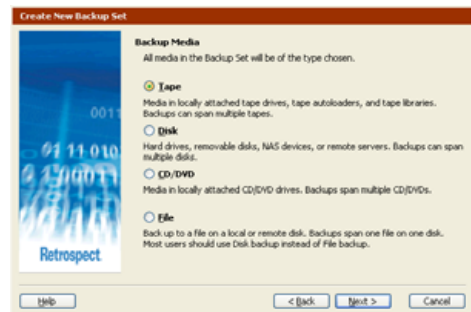 Create New Backup Set
Backup Media
All media in the Backup Set will be of the type chosen.
Tape
Media in locally attached tape drives, tape autoloaders, and tape libraries.
Backups can span multiple tapes.
Disk
Hard drives, removable disks, NAS devices, or remote servers. Backups can span
multiple disks.
CD/DVD
Media in locally attached CD/DVD drives. Backups span multiple CD/DVDs.
File
Back up to a file on a local or remote disk. Backups span one file on one disk.
Most users should use Disk backup instead of File backup.
0011
01 11 010
Retrospect
Help
< Back
Next >
Cancel